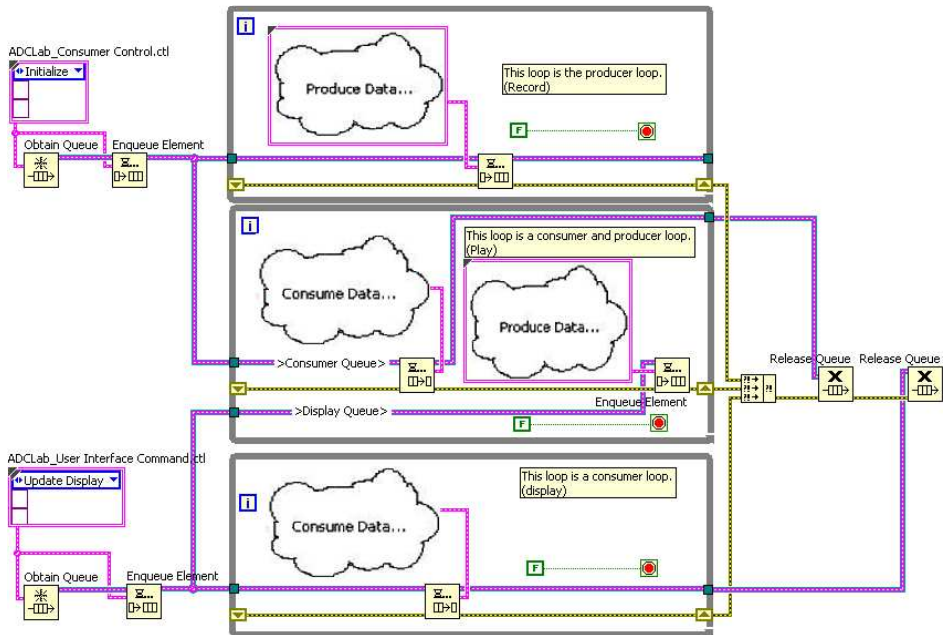 ADCLab_Consumer Control.ctl
Initialize
Obtain Queue
Enqueue Element
i
Produce Data...
This loop is the producer loop.
(Record)
F
i
This loop is a consumer and producer loop.
(Play)
Consume Data...
Produce Data...
>Consumer Queue>
>Display Queue>
Enqueue Element
F
Release Queue
Release Queue
ADCLab_User Interface Command.ctl
Update Display
Obtain Queue
Enqueue Element
i
Consume Data...
This loop is a consumer loop.
(display)
F